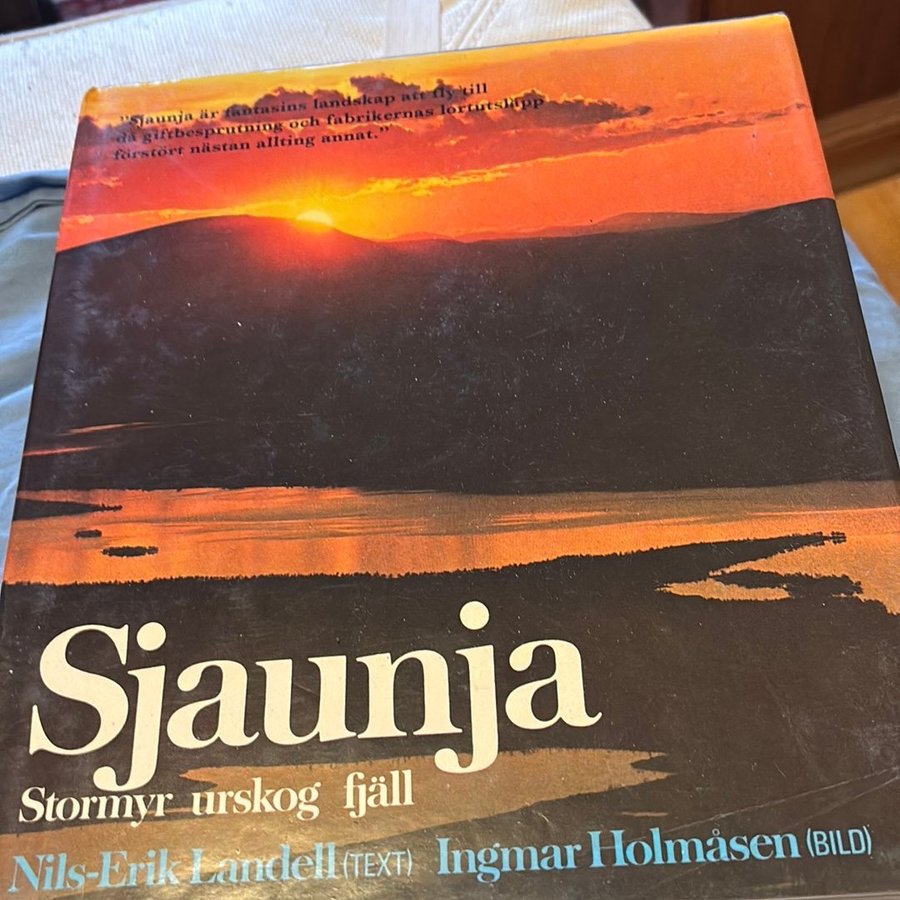 "Sjaunja är fantasins landskap att fly till
då giftbesprutning och fabrikernas lortutsläpp
förstört nästan allting annat."
Sjaunja
Stormyr urskog fjäll
Nils-Erik Landell (TEXT) Ingmar Holmåsen (BILD)